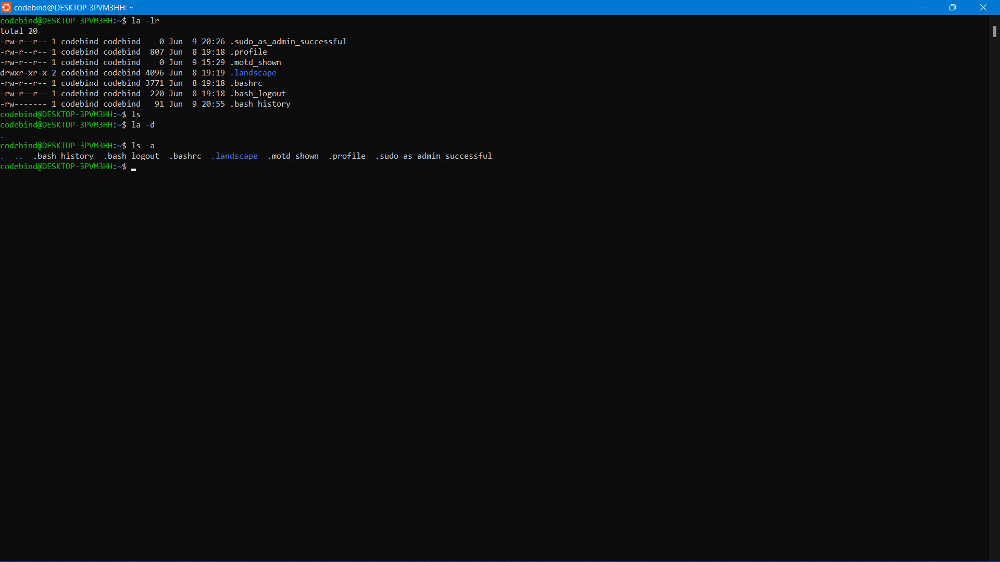 codebind@DESKTOP-3PVM3HH: ~
codebind@DESKTOP-3PVM3HH:~$ la -lr
total 20
-rw-r--r-- 1 codebind codebind    0 Jun  9 20:26 .sudo_as_admin_successful
-rw-r--r-- 1 codebind codebind  807 Jun  8 19:18 .profile
-rw-r--r-- 1 codebind codebind    0 Jun  9 15:29 .motd_shown
drwxr-xr-x 2 codebind codebind 4096 Jun  8 19:19 .landscape
-rw-r--r-- 1 codebind codebind 3771 Jun  8 19:18 .bashrc
-rw-r--r-- 1 codebind codebind  220 Jun  8 19:18 .bash_logout
-rw------- 1 codebind codebind   91 Jun  9 20:55 .bash_history
codebind@DESKTOP-3PVM3HH:~$ ls
codebind@DESKTOP-3PVM3HH:~$ la -d
.
codebind@DESKTOP-3PVM3HH:~$ ls -a
.  ..  .bash_history  .bash_logout  .bashrc  .landscape  .motd_shown  .profile  .sudo_as_admin_successful
codebind@DESKTOP-3PVM3HH:~$